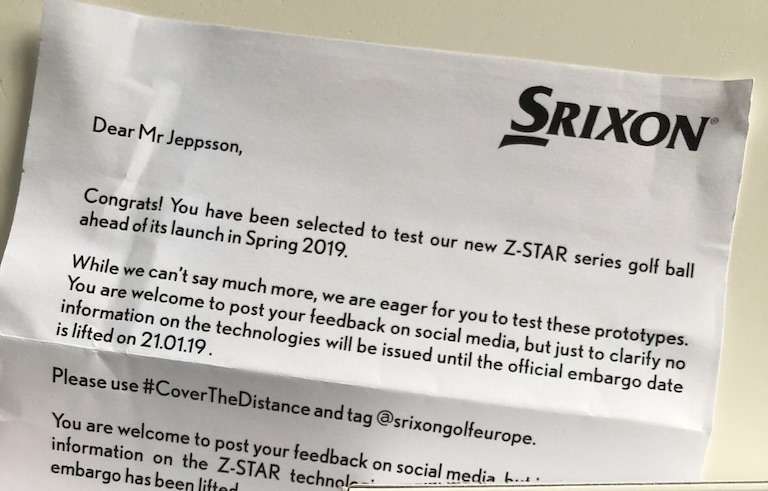 SRIXON®
Dear Mr Jeppsson,
Congrats! You have been selected to test our new Z-STAR series golf ball
ahead of its launch in Spring 2019.
While we can't say much more, we are eager for you to test these prototypes.
You are welcome to post your feedback on social media, but just to clarify no
information on the technologies will be issued until the official embargo date
is lifted on 21.01.19.
Please use #CoverTheDistance and tag @srixongolfeurope.
You are welcome to post your feedback on social media
information on the Z-STAR
embargo has been lifted